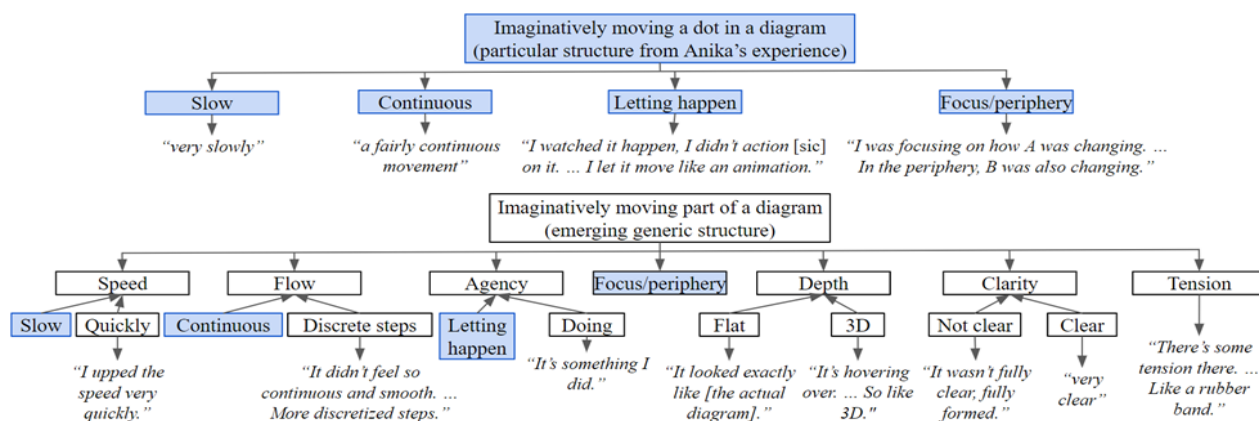 Imaginatively moving a dot in a diagram
(particular structure from Anika's experience)
Slow
Continuous
Letting happen
Focus/periphery
"very slowly"
"a fairly continuous
movement"
"I watched it happen, I didn't action [sic]
on it. … I let it move like an animation."
"I was focusing on how A was changing. …
In the periphery, B was also changing."
Imaginatively moving part of a diagram
(emerging generic structure)
Speed
Flow
Agency
Focus/periphery
Depth
Clarity
Tension
Slow
Quickly
Continuous
Discrete steps
Letting
happen
Doing
Flat
3D
Not clear
Clear
"I upped the
speed very
quickly."
"It didn't feel so
continuous and smooth. …
More discretized steps."
"It's something I
did."
"It looked exactly
like [the actual
diagram]."
"It's hovering
over. … So like
3D."
"It wasn't fully
clear, fully
formed."
"very
clear"
"There's some
tension there. …
Like a rubber
band."